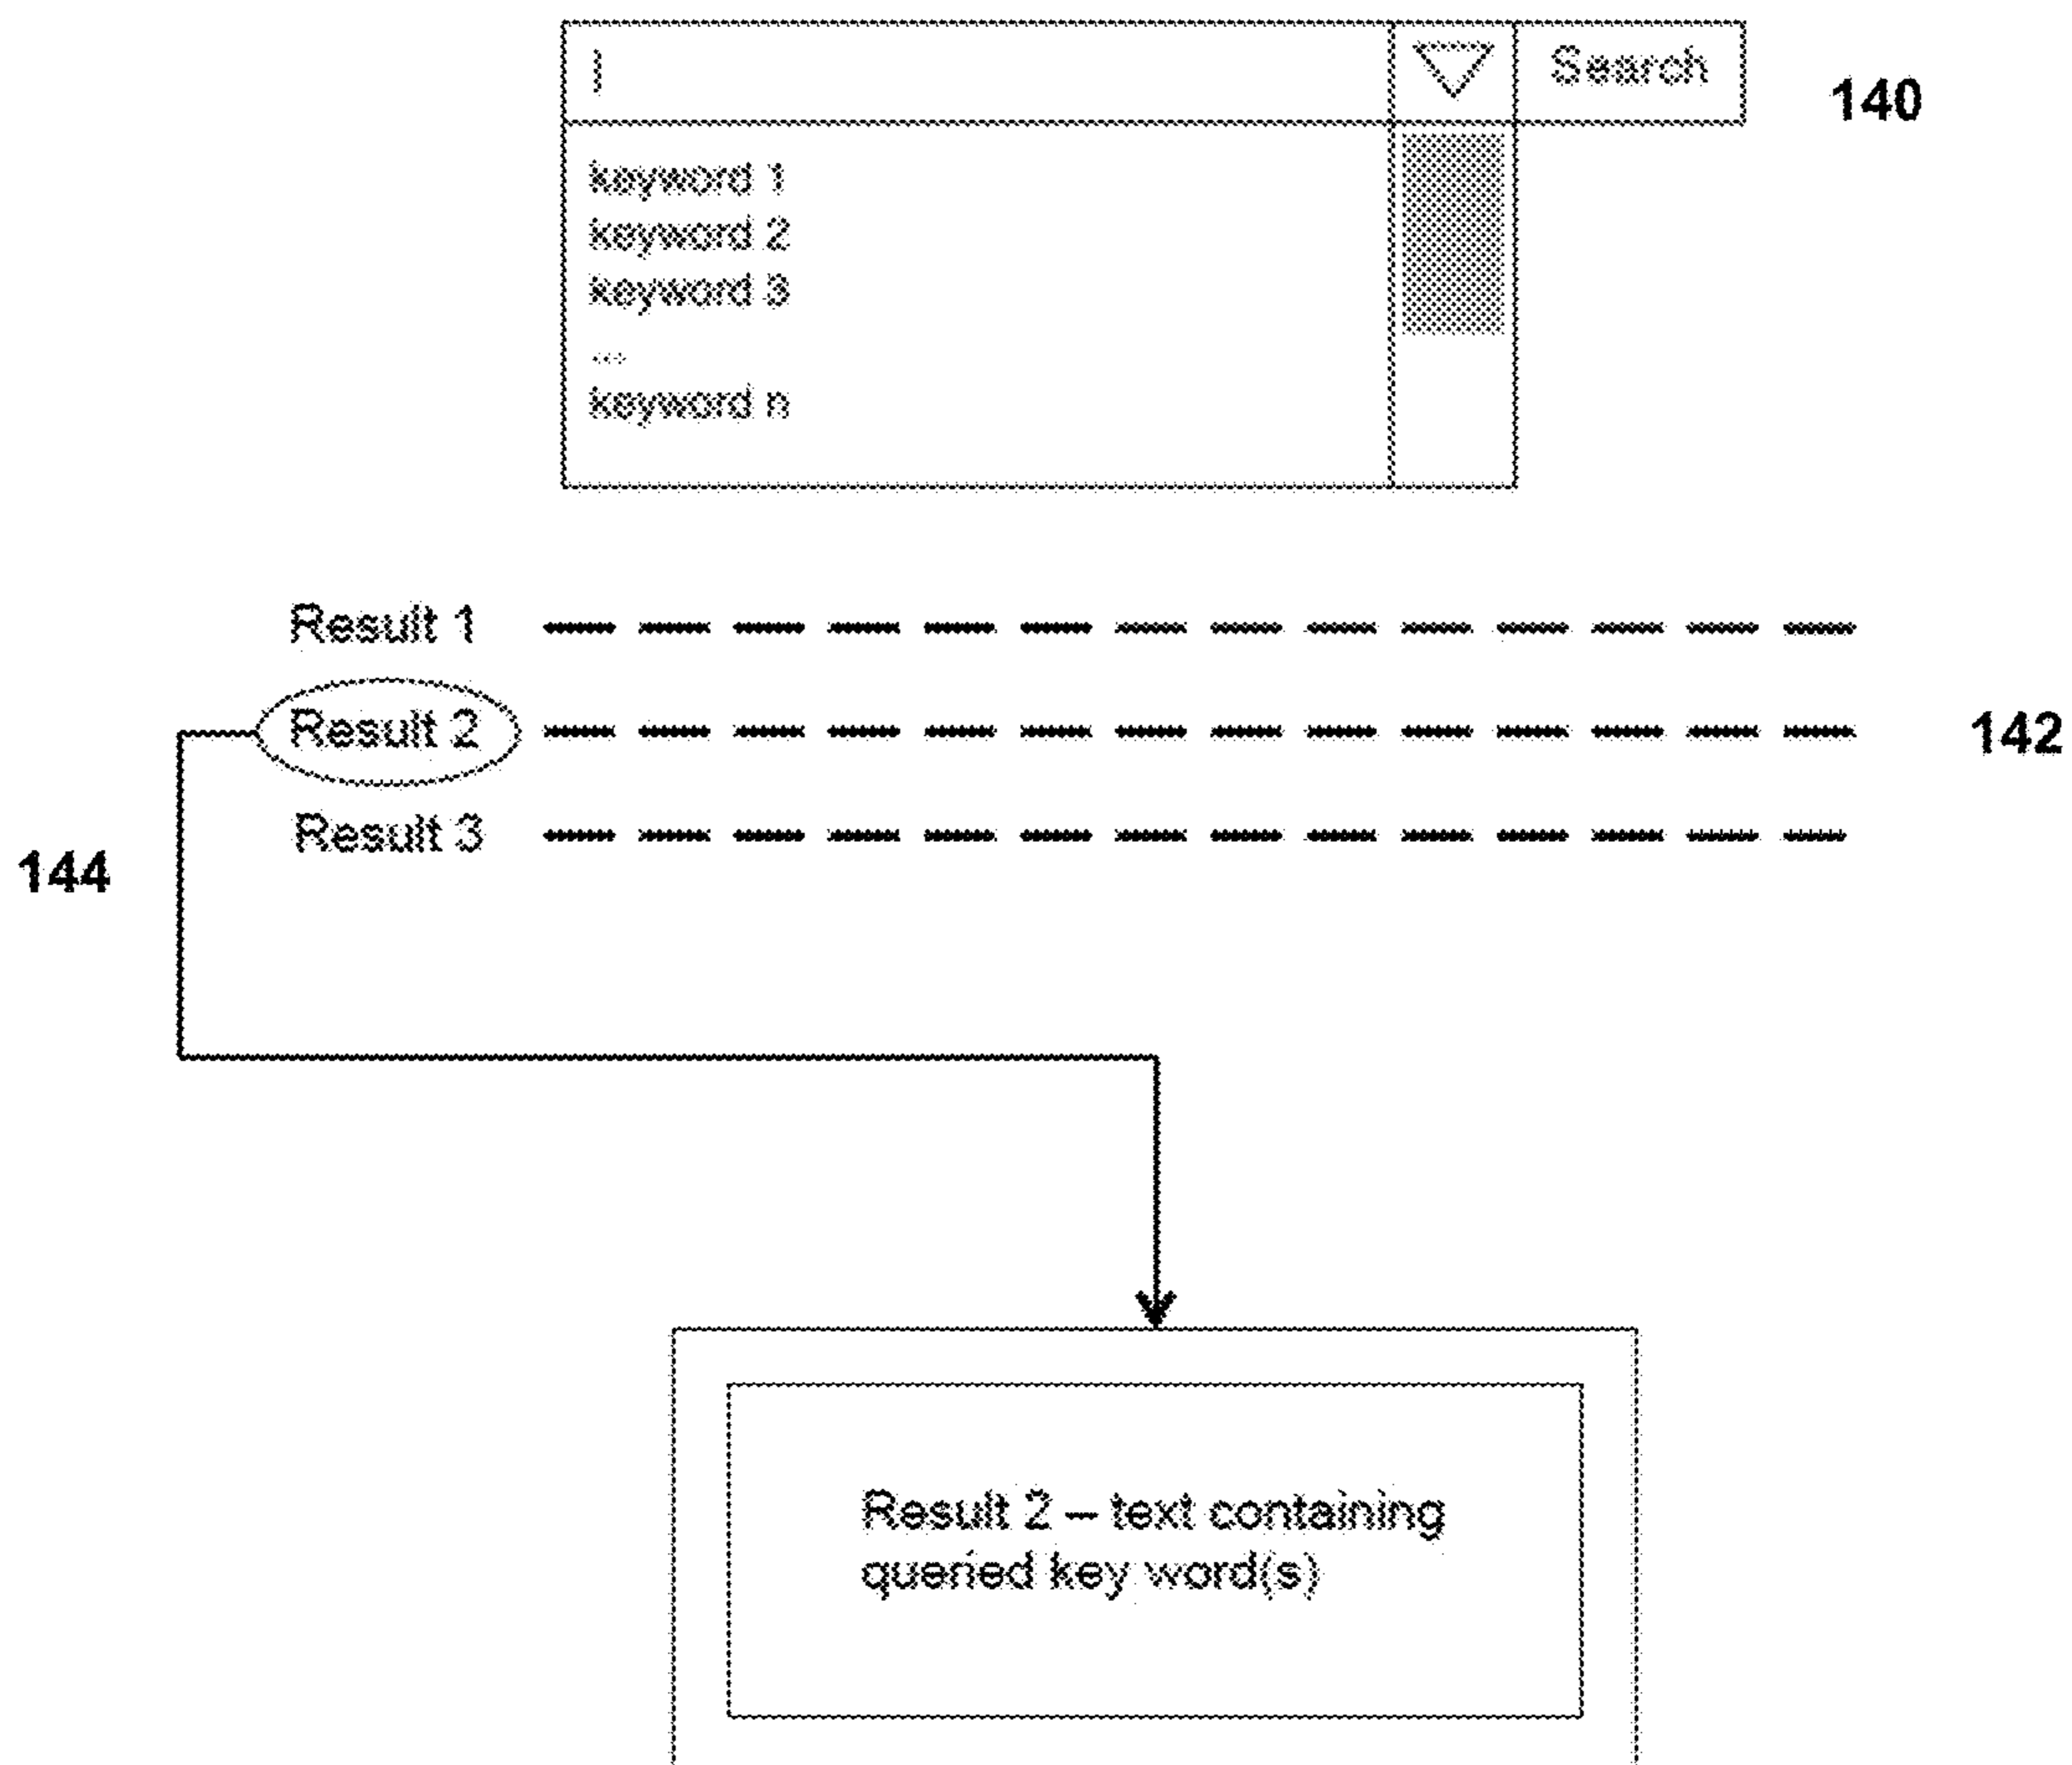 Search
140
keyword 1
keyword 2
keyword 3
...
keyword n
Result 1
Result 2
142
Result 3
144
Result 2 – text containing
queried key word(s)